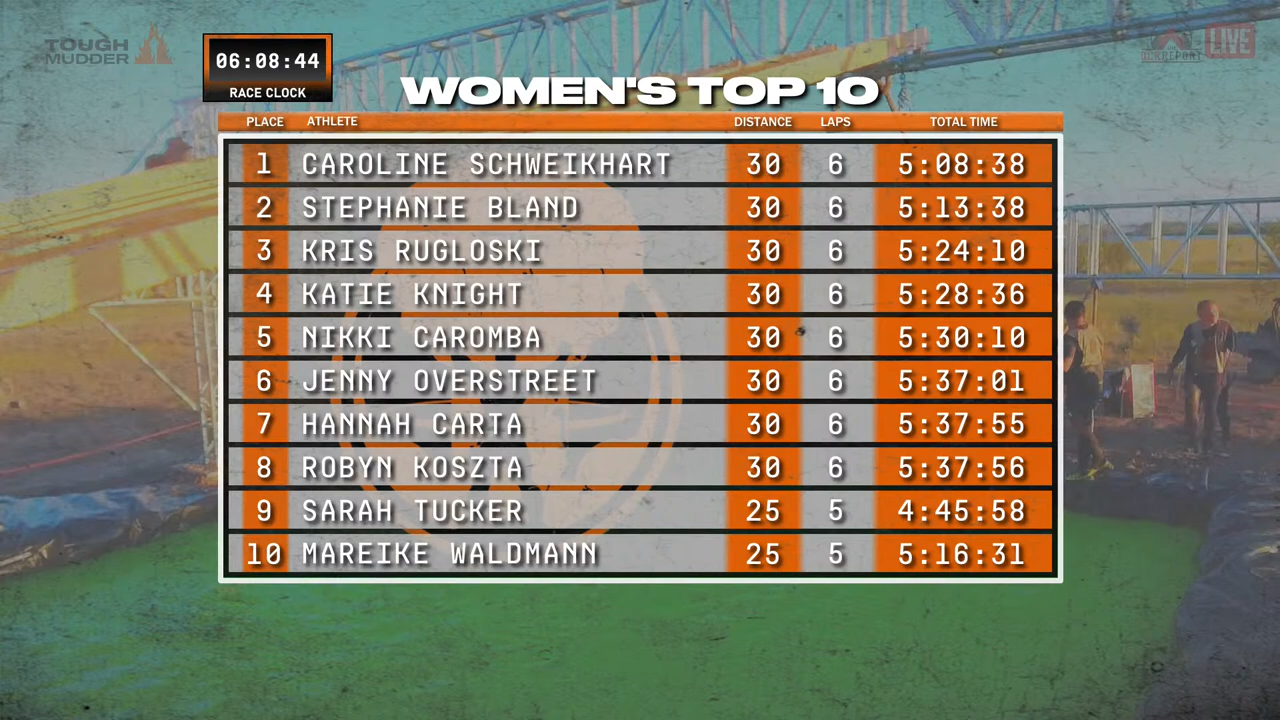 TOUGH
MUDDER
06:08:44
RACE CLOCK
LIVE
WOMEN'S TOP 10
PLACE ATHLETE DISTANCE LAPS TOTAL TIME
1 CAROLINE SCHWEIKHART 30 6 5:08:38
2 STEPHANIE BLAND 30 6 5:13:38
3 KRIS RUGLOSKI 30 6 5:24:10
4 KATIE KNIGHT 30 6 5:28:36
5 NIKKI CAROMBA 30 6 5:30:10
6 JENNY OVERSTREET 30 6 5:37:01
7 HANNAH CARTA 30 6 5:37:55
8 ROBYN KOSZTA 30 6 5:37:56
9 SARAH TUCKER 25 5 4:45:58
10 MAREIKE WALDMANN 25 5 5:16:31